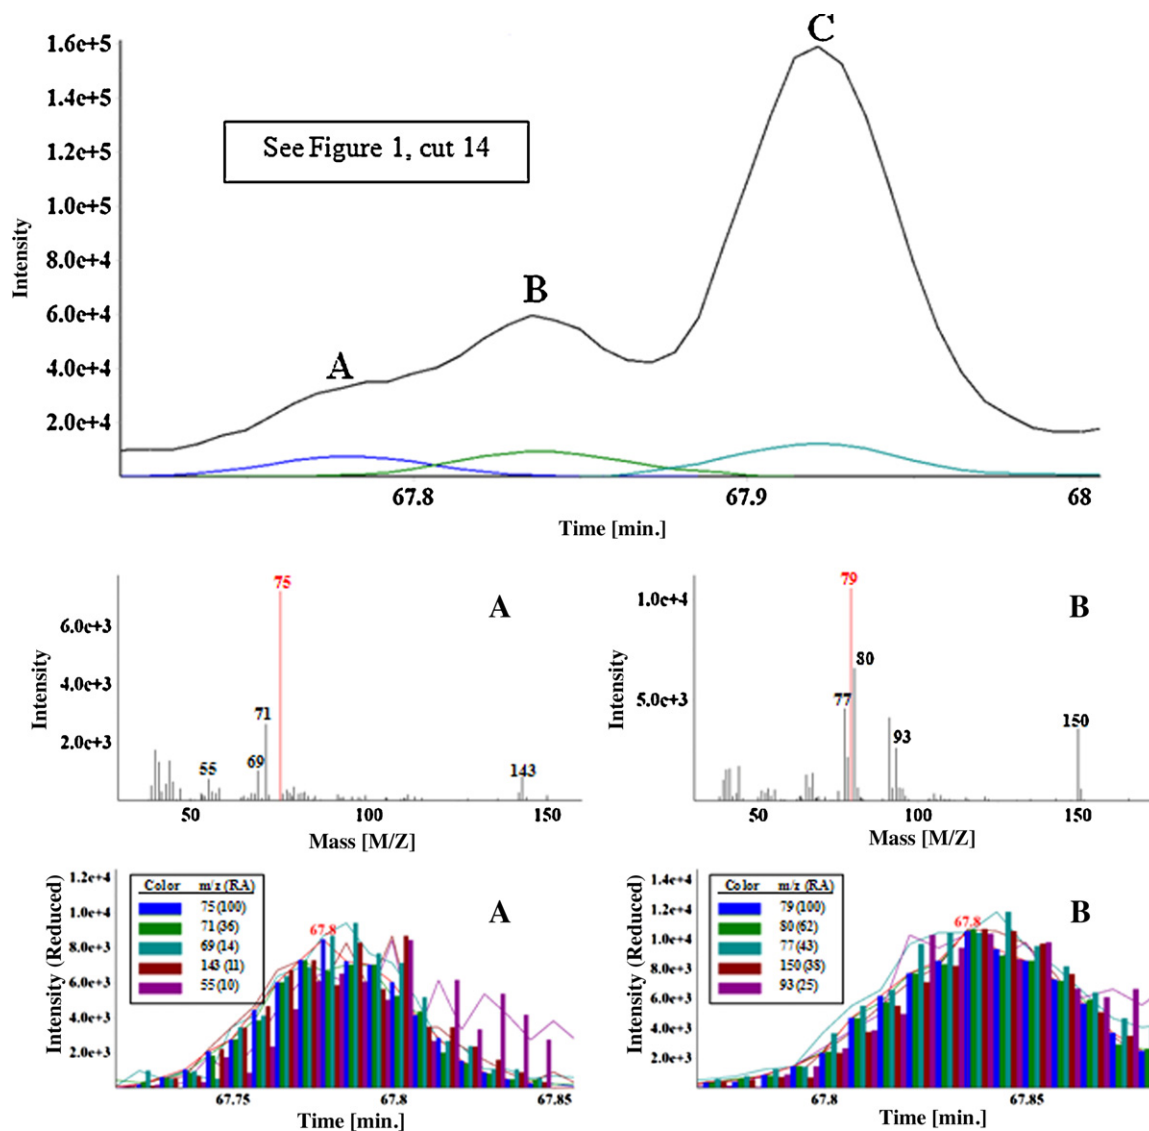 C
1.6e+5
1.4e+5
1.2e+5
1.0e+5
8.0e+4
6.0e+4
4.0e+4
2.0e+4
Intensity
See Figure 1, cut 14
B
A
67.8 67.9 68
Time [min.]
75
A
6.0e+3
4.0e+3
2.0e+3
Intensity
71
69
55
143
50 100 150
Mass [M/Z]
79
B
1.0e+4
5.0e+3
Intensity
80
77
93
150
50 100 150
Mass [M/Z]
1.2e+4
1.0e+4
8.0e+3
6.0e+3
4.0e+3
2.0e+3
Intensity (Reduced)
Color m/z (RA)
75 (100)
71 (36)
69 (14)
143 (11)
55 (10)
67.8
A
67.75 67.8 67.85
Time [min.]
1.4e+4
1.2e+4
1.0e+4
8.0e+3
6.0e+3
4.0e+3
2.0e+3
Intensity (Reduced)
Color m/z (RA)
79 (100)
80 (62)
77 (43)
150 (38)
93 (25)
67.8
B
67.8 67.85
Time [min.]